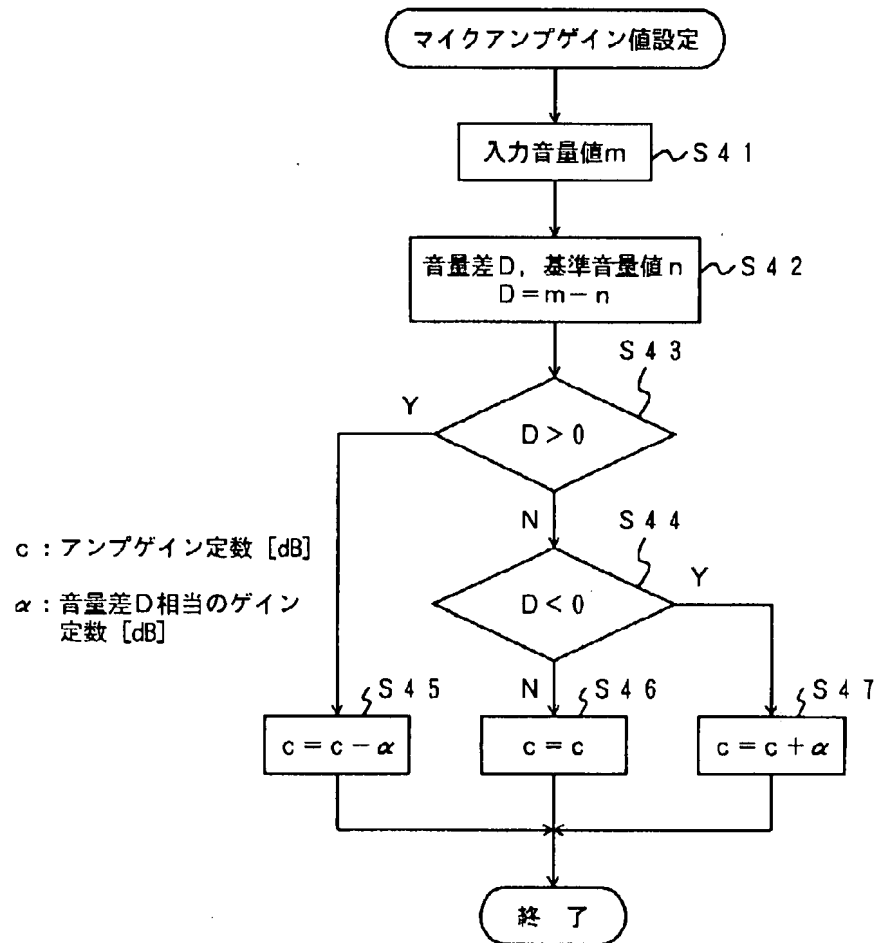 マイクアンプゲイン値設定
入力音量値m
S41
音量差D，基準音量値n
D=m−n
S42
S43
D>0
Y
N
S44
D<0
Y
N
c：アンプゲイン定数［dB］
α：音量差D相当のゲイン
定数［dB］
S45
c=c−α
S46
c=c
S47
c=c+α
終 了